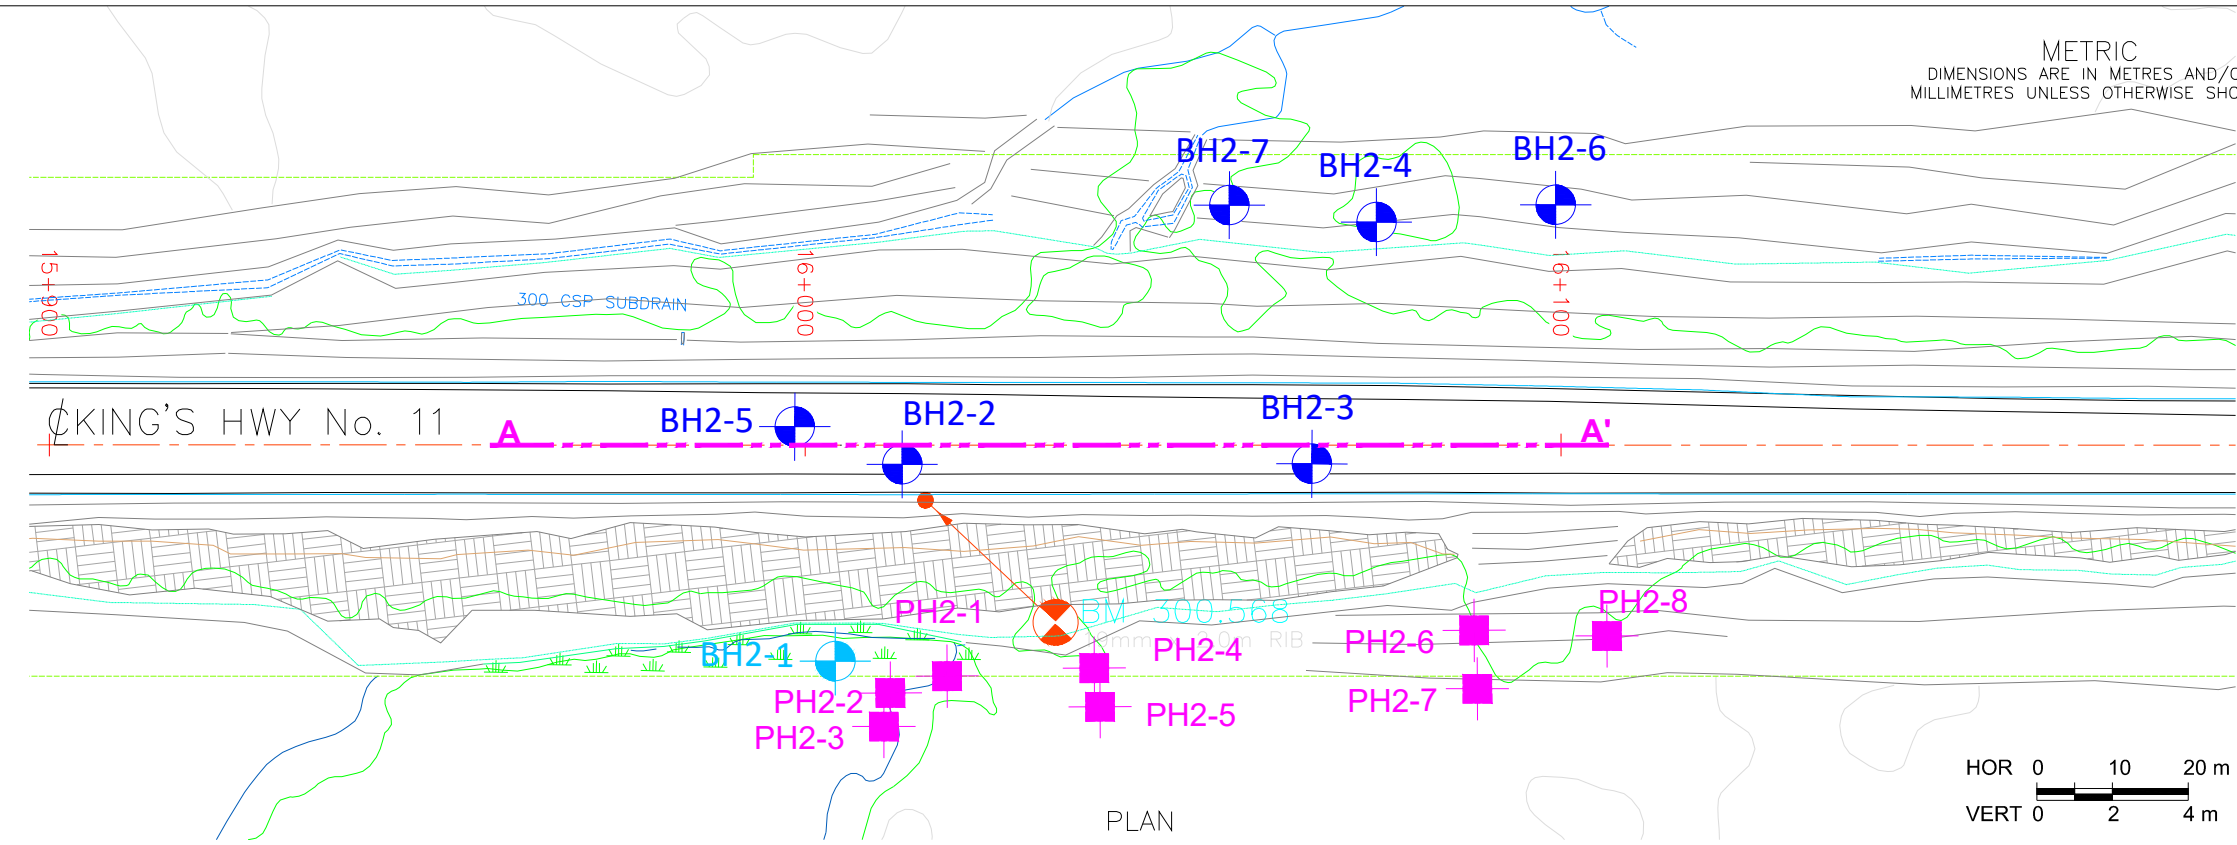 METRIC
DIMENSIONS ARE IN METRES AND/O
MILLIMETRES UNLESS OTHERWISE SHO
BH2-7
BH2-4
BH2-6
15+900
16+000
16+100
300 CSP SUBDRAIN
℄KING'S HWY No. 11
A
BH2-5
BH2-2
BH2-3
A'
PH2-1
BM 300.568
RIB
BH2-1
PH2-2
PH2-3
PH2-4
PH2-5
PH2-6
PH2-7
PH2-8
PLAN
HOR 0 10 20 m
VERT 0 2 4 m